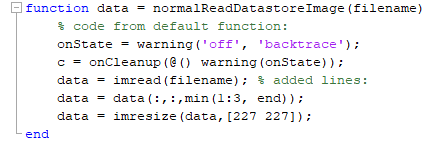 function data = normalReadDatastoreImage(filename)
% code from default function:
onState = warning('off', 'backtrace');
c = onCleanup(@() warning(onState));
data = imread(filename); % added lines:
data = data(:,:,min(1:3, end));
data = imresize(data,[227 227]);
end